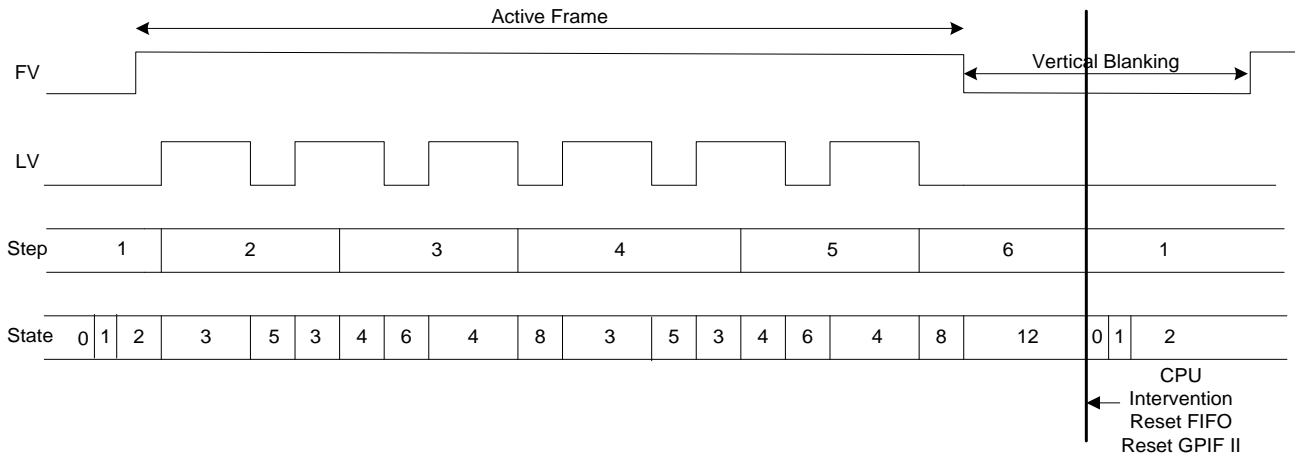 Active Frame
FV
Vertical Blanking
LV
Step 1 2 3 4 5 6 1
State 0 1 2 3 5 3 4 6 4 8 3 5 3 4 6 4 8 12 0 1 2
CPU
Intervention
Reset FIFO
Reset GPIF II